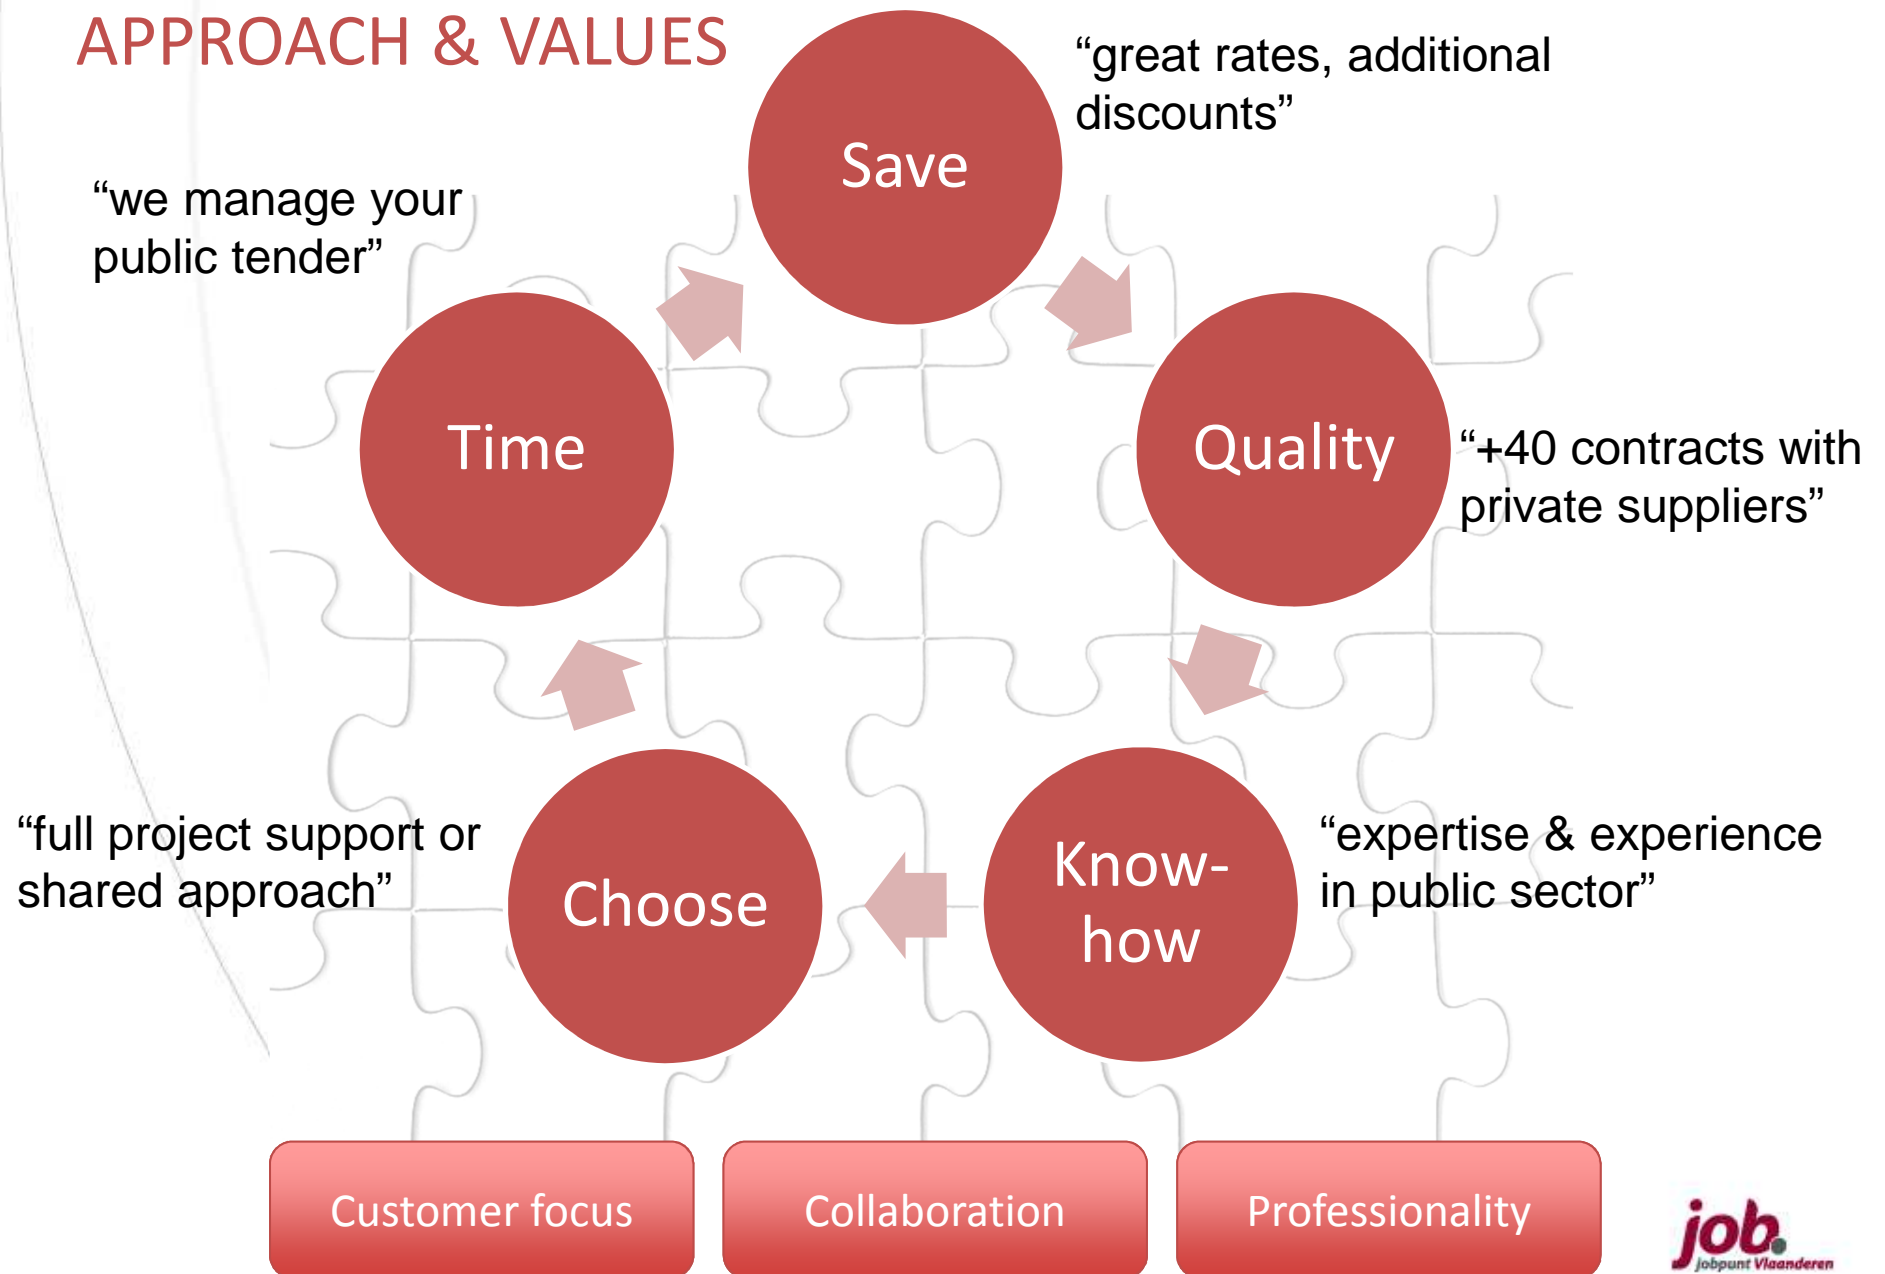 APPROACH & VALUES
Save
“great rates, additional
discounts”
“we manage your
public tender”
Time
Quality
“+40 contracts with
private suppliers”
“full project support or
shared approach”
Choose
Know-
how
“expertise & experience
in public sector”
Customer focus
Collaboration
Professionality
job.
jobpunt Vlaanderen